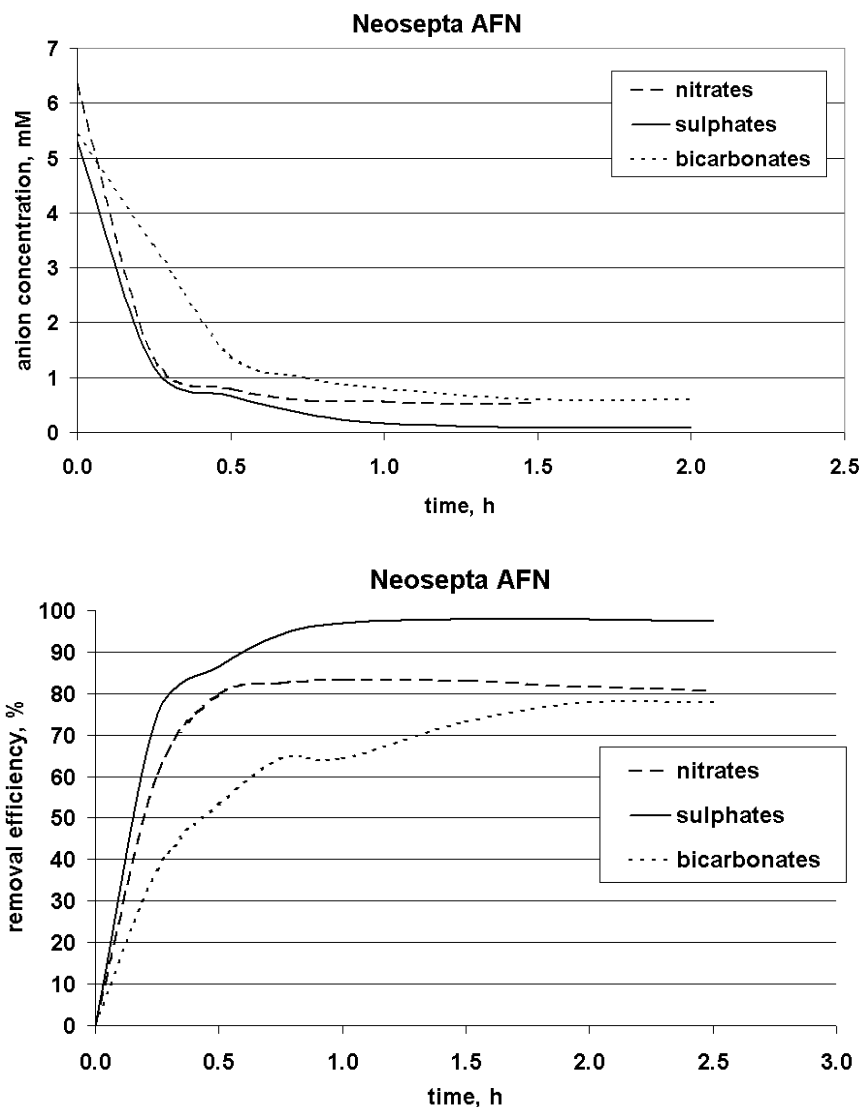 Neosepta AFN
7
6
5
4
3
2
1
0
anion concentration, mM
nitrates
sulphates
bicarbonates
0.0 0.5 1.0 1.5 2.0 2.5
time, h
Neosepta AFN
100
90
80
70
60
50
40
30
20
10
0
removal efficiency, %
nitrates
sulphates
bicarbonates
0.0 0.5 1.0 1.5 2.0 2.5 3.0
time, h